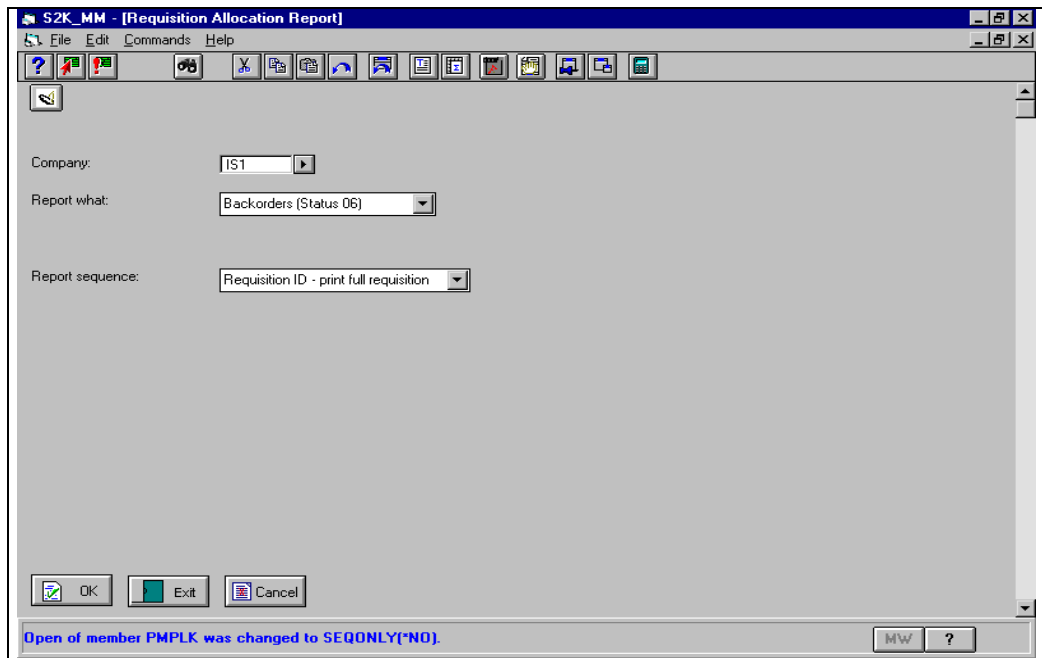 S2K_MM - [Requisition Allocation Report]
File Edit Commands Help
Company: IS1
Report what: Backorders (Status 06)
Report sequence: Requisition ID - print full requisition
OK Exit Cancel
Open of member PMPLK was changed to SEQONLY(*NO). MW ?